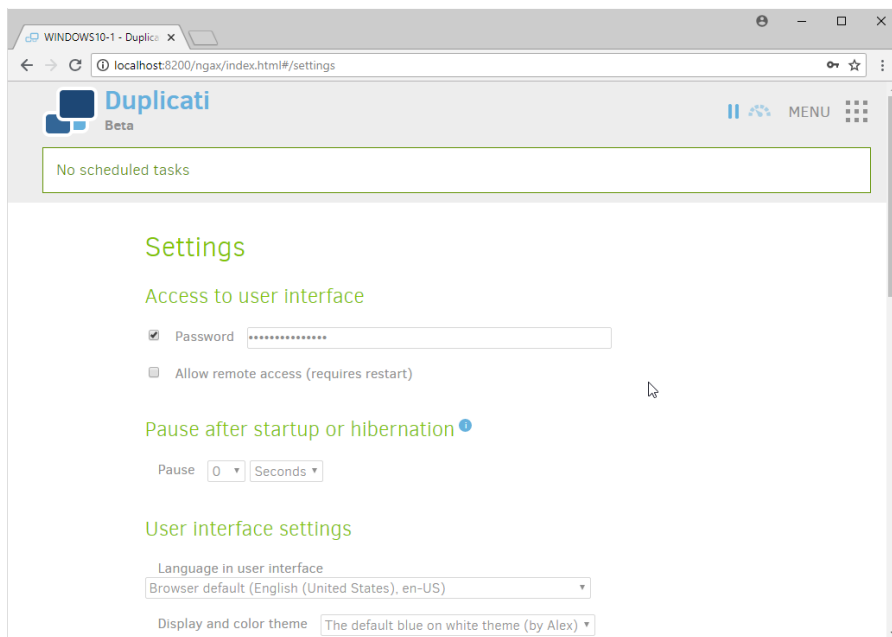 WINDOWS10-1 - Duplica
localhost:8200/ngax/index.html#/settings
Duplicati
Beta
MENU
No scheduled tasks
Settings
Access to user interface
Password •••••••••••••••
Allow remote access (requires restart)
Pause after startup or hibernation i
Pause 0 Seconds
User interface settings
Language in user interface
Browser default (English (United States), en-US)
Display and color theme The default blue on white theme (by Alex)